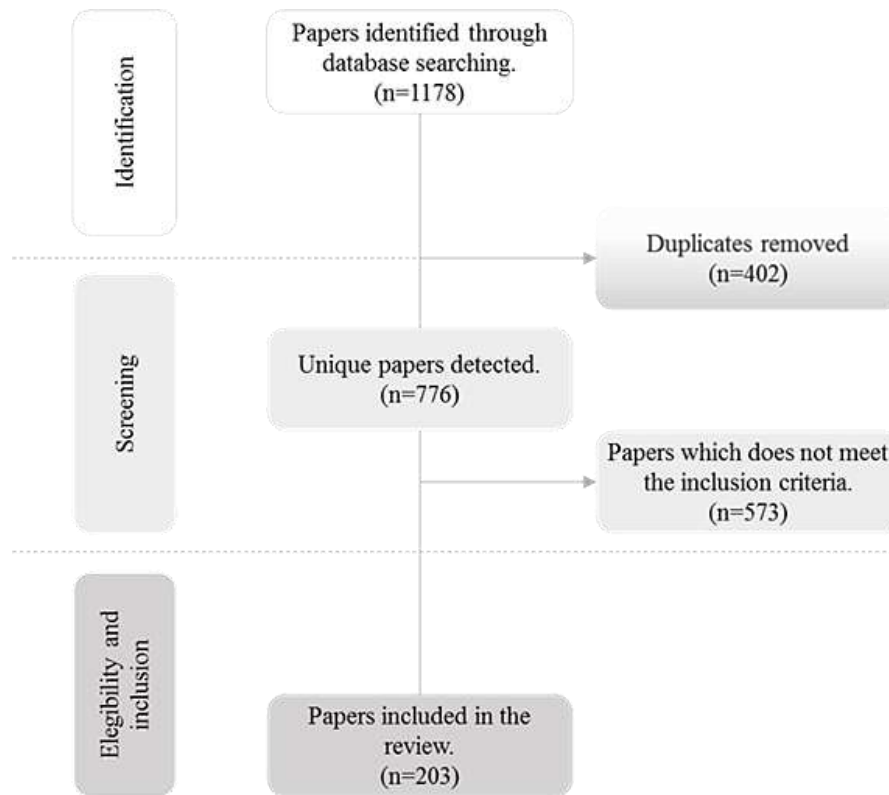 Identification
Papers identified through
database searching.
(n=1178)
Duplicates removed
(n=402)
Screening
Unique papers detected.
(n=776)
Papers which does not meet
the inclusion criteria.
(n=573)
Elegibility and
inclusion
Papers included in the
review.
(n=203)